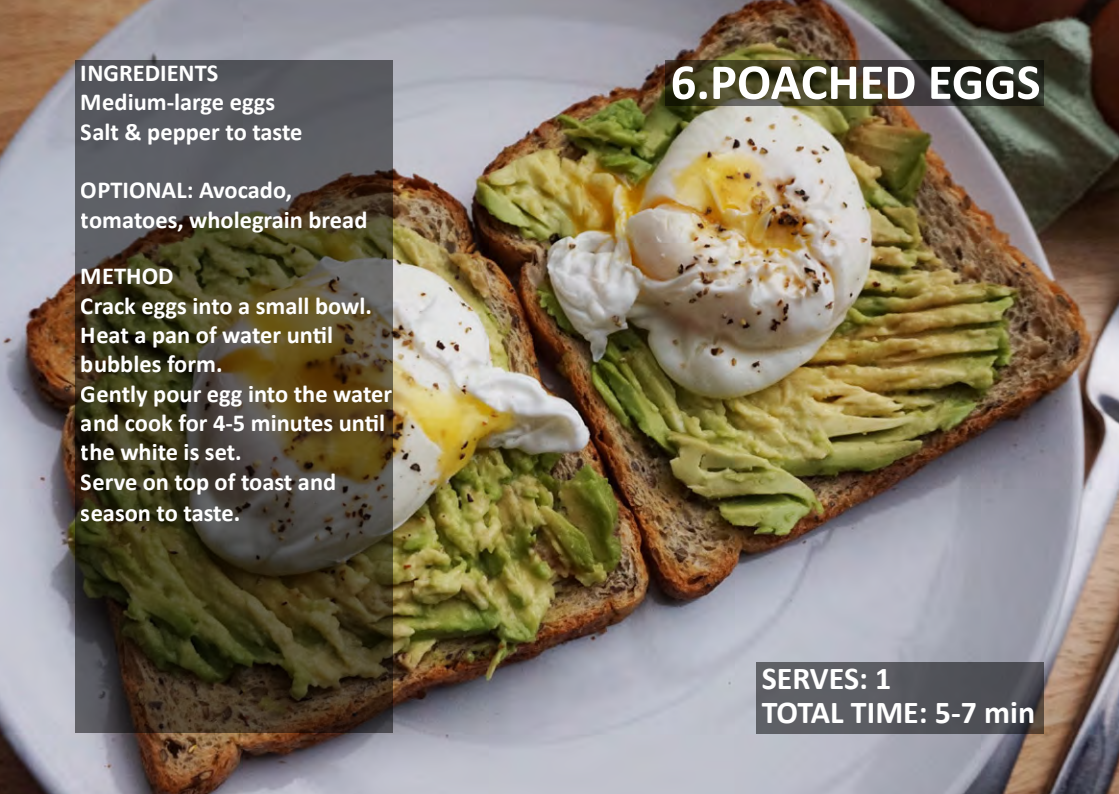 6.POACHED EGGS
INGREDIENTS
Medium-large eggs
Salt & pepper to taste
OPTIONAL: Avocado,
tomatoes, wholegrain bread
METHOD
Crack eggs into a small bowl.
Heat a pan of water until
bubbles form.
Gently pour egg into the water
and cook for 4-5 minutes until
the white is set.
Serve on top of toast and
season to taste.
SERVES: 1
TOTAL TIME: 5-7 min